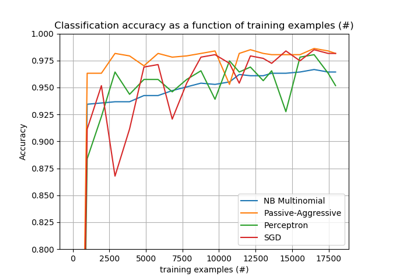 Classification accuracy as a function of training examples (#)
1.000
0.975
0.950
0.925
0.900
0.875
0.850
0.825
0.800
Accuracy
NB Multinomial
Passive-Aggressive
Perceptron
SGD
0
2500
5000
7500
10000
12500
15000
17500
training examples (#)